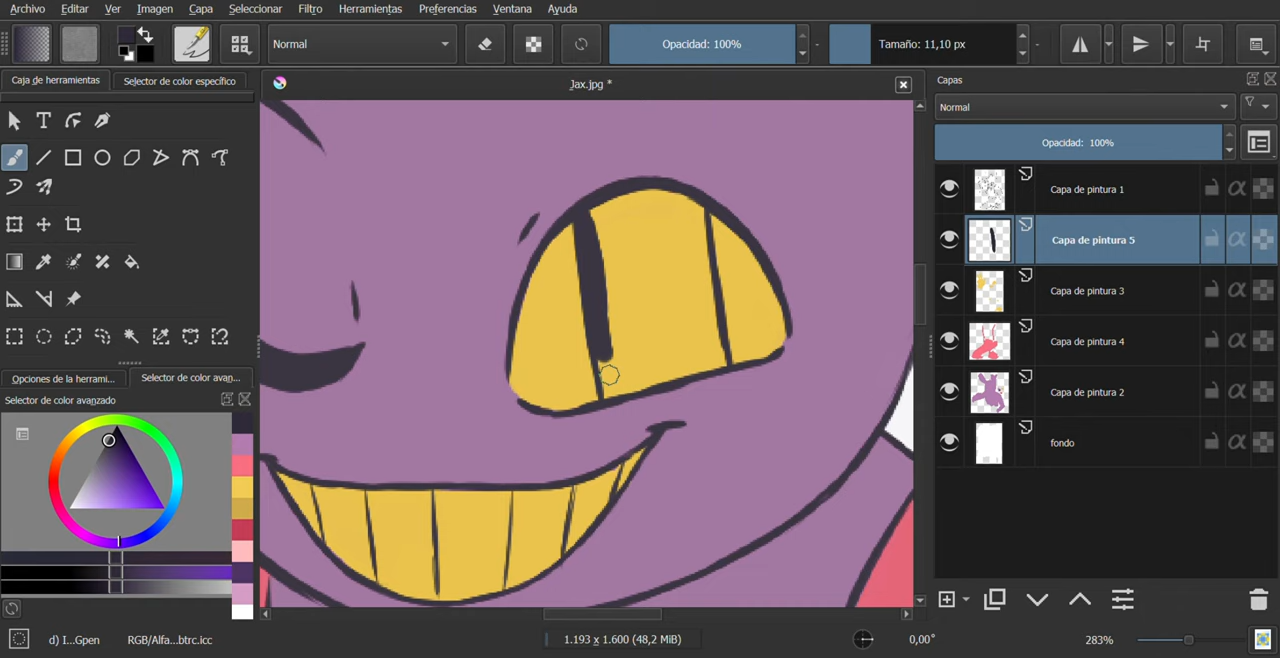 Archivo Editar Ver Imagen Capa Seleccionar Filtro Herramientas Preferencias Ventana Ayuda
Normal
Opacidad: 100%
Tamaño: 11,10 px
Caja de herramientas
Selector de color específico
Jax.jpg *
Capas
Normal
Opacidad: 100%
Capa de pintura 1
Capa de pintura 5
Capa de pintura 3
Capa de pintura 4
Capa de pintura 2
fondo
Opciones de la herrami...
Selector de color avan...
Selector de color avanzado
d) I...Gpen
RGB/Alfa...btrc.icc
1.193 x 1.600 (48,2 MiB)
0,00°
283%